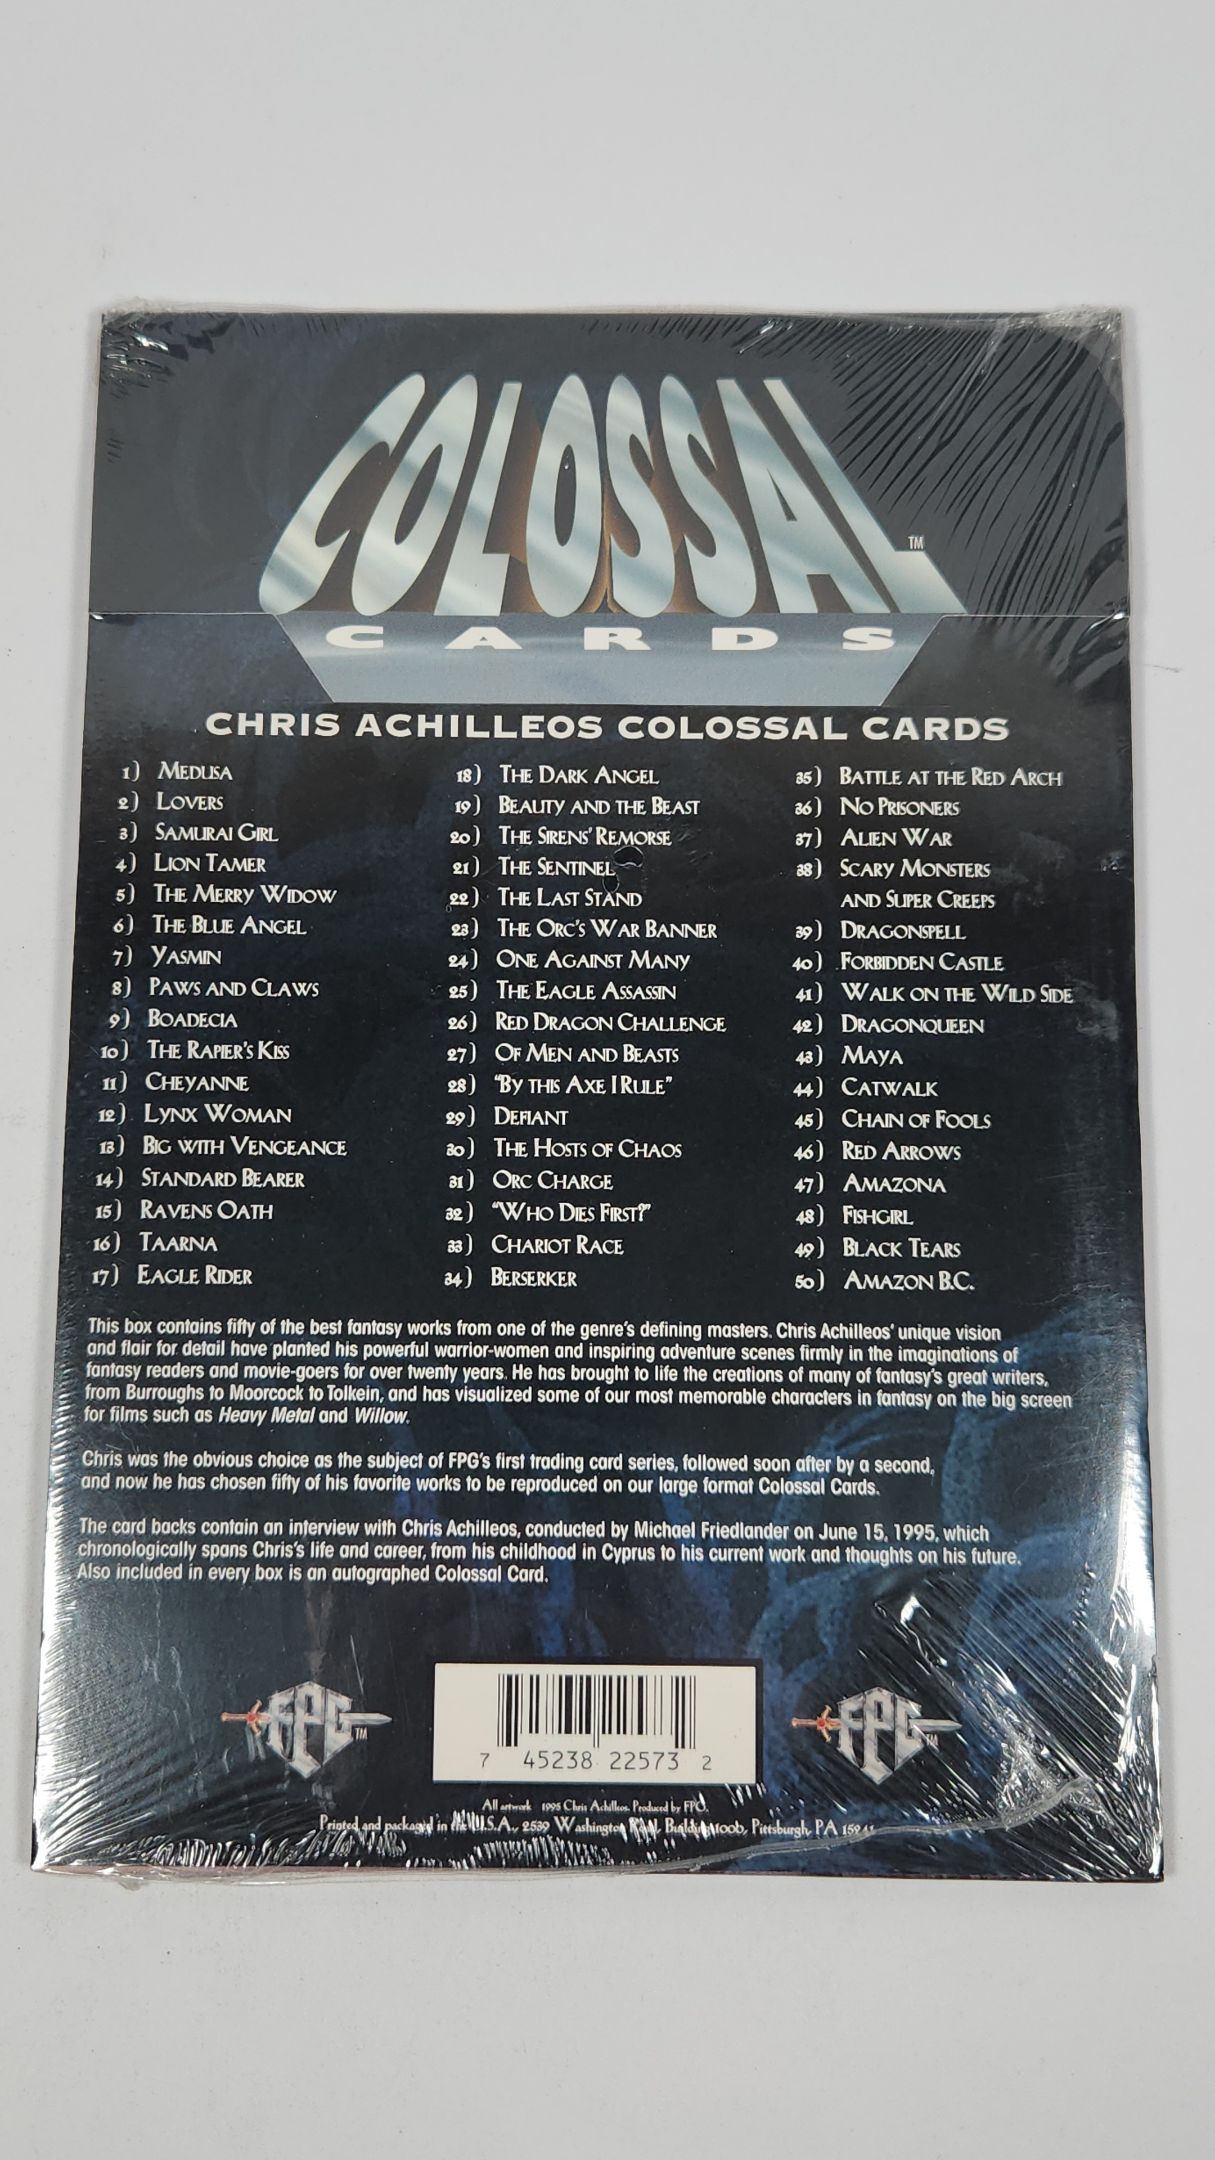 COLOSSAL TM
CARDS
CHRIS ACHILLEOS COLOSSAL CARDS
1) MEDUSA
2) LOVERS
3) SAMURAI GIRL
4) LION TAMER
5) THE MERRY WIDOW
6) THE BLUE ANGEL
7) YASMIN
8) PAWS AND CLAWS
9) BOADECIA
10) THE RAPIER'S KISS
11) CHEYANNE
12) LYNX WOMAN
13) BIG WITH VENGEANCE
14) STANDARD BEARER
15) RAVENS OATH
16) TAARNA
17) EAGLE RIDER
18) THE DARK ANGEL
19) BEAUTY AND THE BEAST
20) THE SIRENS' REMORSE
21) THE SENTINEL
22) THE LAST STAND
23) THE ORC'S WAR BANNER
24) ONE AGAINST MANY
25) THE EAGLE ASSASSIN
26) RED DRAGON CHALLENGE
27) OF MEN AND BEASTS
28) "BY THIS AXE I RULE"
29) DEFIANT
30) THE HOSTS OF CHAOS
31) ORC CHARGE
32) "WHO DIES FIRST?"
33) CHARIOT RACE
34) BERSERKER
35) BATTLE AT THE RED ARCH
36) NO PRISONERS
37) ALIEN WAR
38) SCARY MONSTERS
AND SUPER CREEPS
39) DRAGONSPELL
40) FORBIDDEN CASTLE
41) WALK ON THE WILD SIDE
42) DRAGONQUEEN
43) MAYA
44) CATWALK
45) CHAIN OF FOOLS
46) RED ARROWS
47) AMAZONA
48) FISHGIRL
49) BLACK TEARS
50) AMAZON B.C.
This box contains fifty of the best fantasy works from one of the genre's defining masters. Chris Achilleos' unique vision
and flair for detail have planted his powerful warrior-women and inspiring adventure scenes firmly in the imaginations of
fantasy readers and movie-goers for over twenty years. He has brought to life the creations of many of fantasy's great writers,
from Burroughs to Moorcock to Tolkein, and has visualized some of our most memorable characters in fantasy on the big screen
for films such as Heavy Metal and Willow.
Chris was the obvious choice as the subject of FPG's first trading card series, followed soon after by a second,
and now he has chosen fifty of his favorite works to be reproduced on our large format Colossal Cards.
The card backs contain an interview with Chris Achilleos, conducted by Michael Friedlander on June 15, 1995, which
chronologically spans Chris's life and career, from his childhood in Cyprus to his current work and thoughts on his future.
Also included in every box is an autographed Colossal Card.
FPG TM
7 45238 22573 2
FPG TM
All artwork 1995 Chris Achilleos. Produced by FPG.
Printed and packaged in the U.S.A., 2539 Washington Road, Building 100b, Pittsburgh, PA